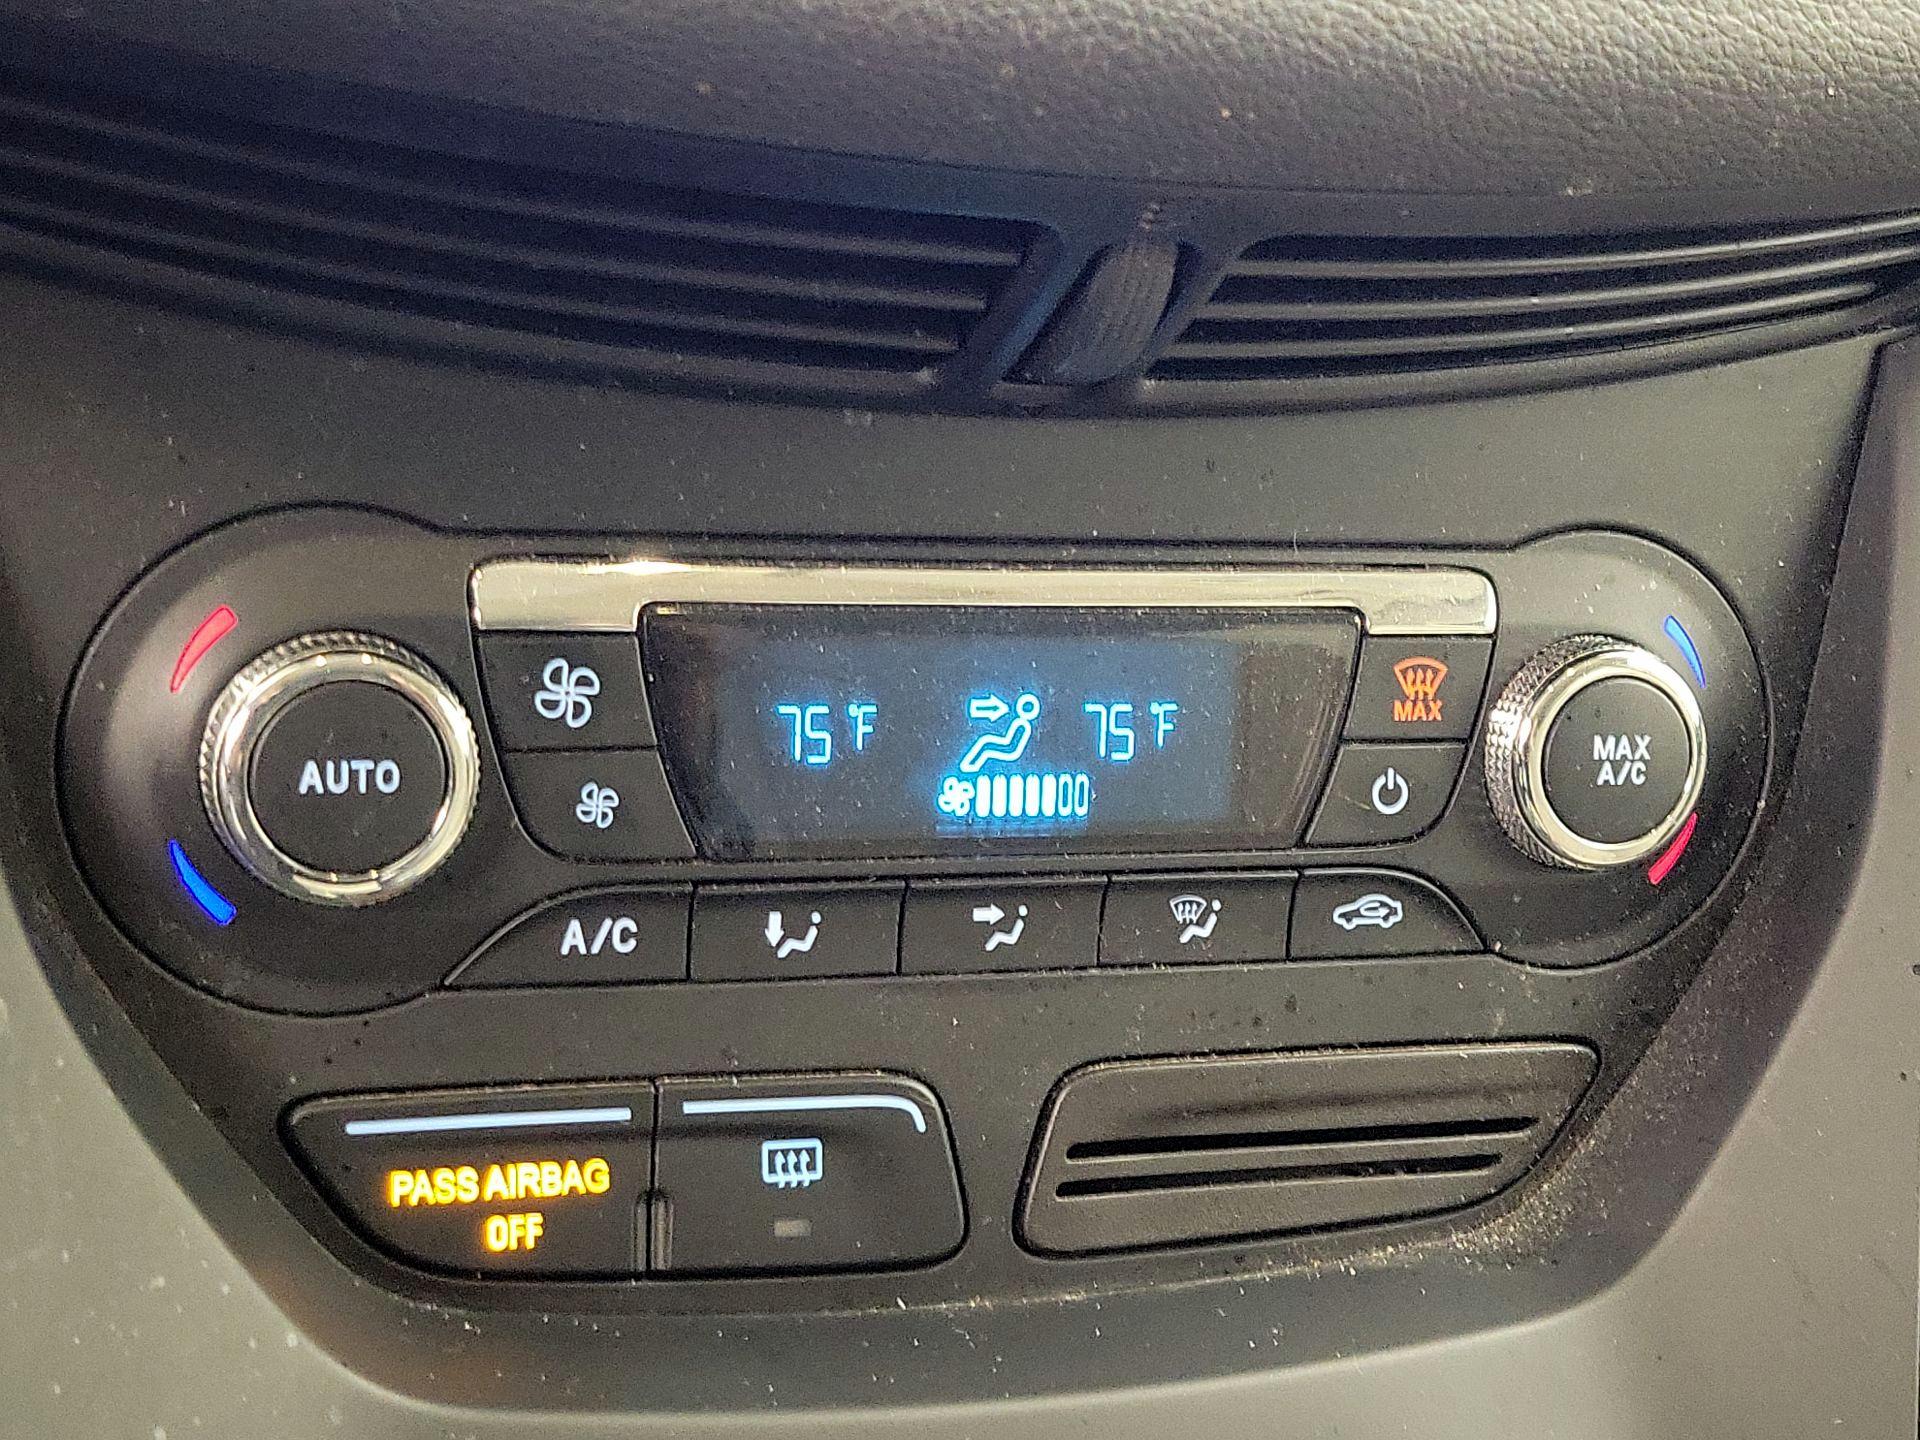 75 °F 75 °F
MAX
AUTO
MAX
A/C
A/C
PASS AIRBAG
OFF